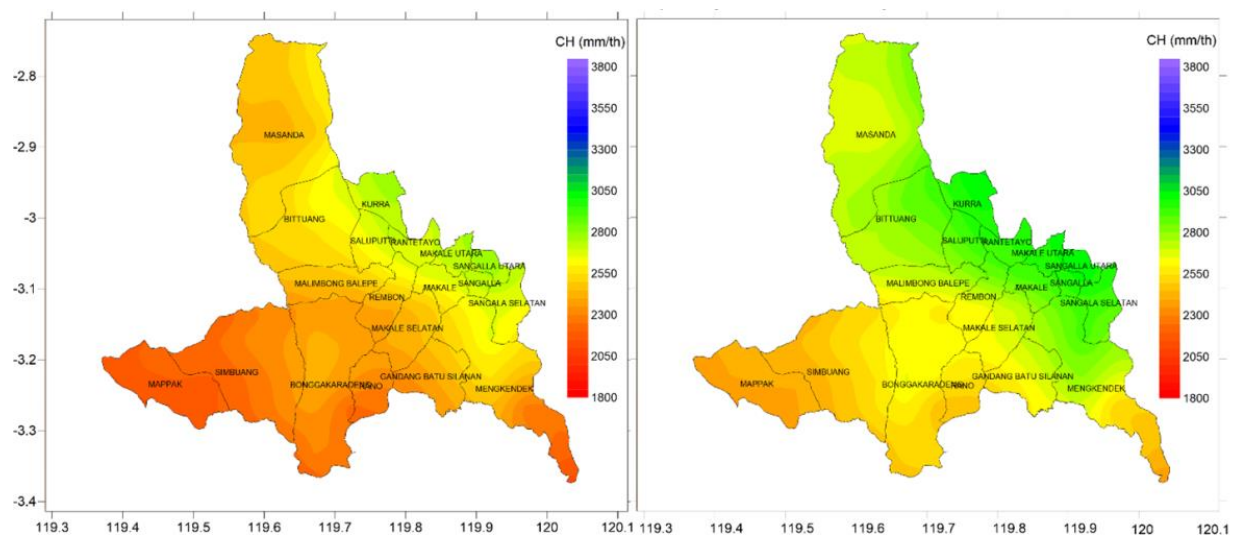 CH (mm/th)
3800
3550
3300
3050
2800
2550
2300
2050
1800
-2.8
-2.9
-3
-3.1
-3.2
-3.3
-3.4
MASANDA
KURRA
BITTUANG
SALUPUTTI
RANTETAYO
MAKALE UTARA
SANGALLA UTARA
MALIMBONG BALEPE
MAKALE
SANGALLA
REMBON
SANGALA SELATAN
MAKALE SELATAN
SIMBUANG
GANDANG BATU SILANAN
MAPPAK
BONGGAKARADENG
RANO
MENGKENDEK
119.3 119.4 119.5 119.6 119.7 119.8 119.9 120 120.1
CH (mm/th)
3800
3550
3300
3050
2800
2550
2300
2050
1800
MASANDA
KURRA
BITTUANG
SALUPUTTI
RANTETAYO
MAKALE UTARA
SANGALLA UTARA
MALIMBONG BALEPE
MAKALE
SANGALLA
REMBON
SANGALA SELATAN
MAKALE SELATAN
SIMBUANG
GANDANG BATU SILANAN
MAPPAK
BONGGAKARADENG
MENGKENDEK
119.3 119.4 119.5 119.6 119.7 119.8 119.9 120 120.1